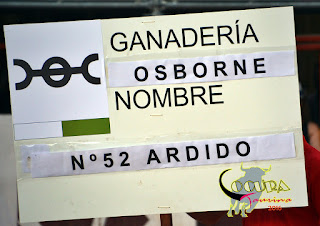 GANADERÍA
OSBORNE
NOMBRE
Nº52 ARDIDO